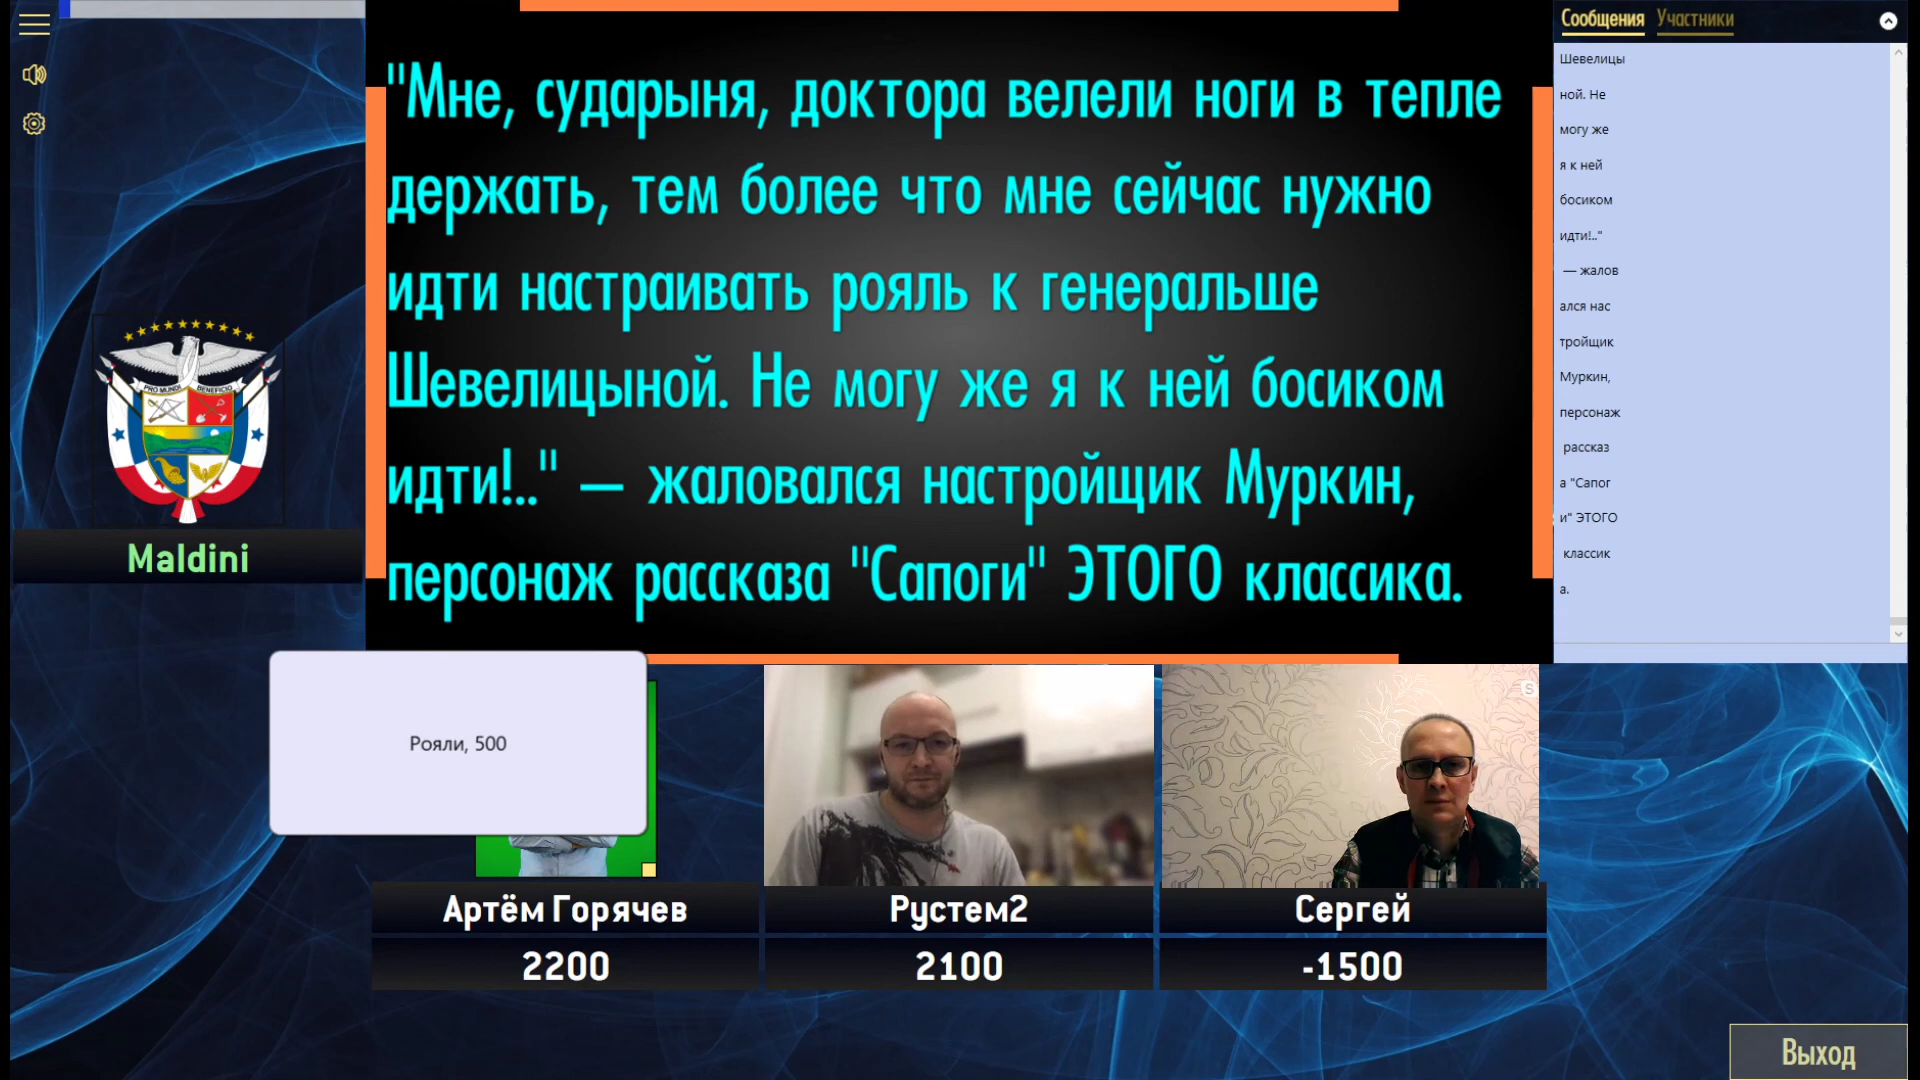 Сообщения Участники
"Мне, сударыня, доктора велели ноги в тепле
держать, тем более что мне сейчас нужно
идти настраивать рояль к генеральше
Шевелицыной. Не могу же я к ней босиком
идти!.." — жаловался настройщик Муркин,
персонаж рассказа "Сапоги" ЭТОГО классика.
Шевелицы
ной. Не
могу же
я к ней
босиком
идти!.."
— жалов
ался нас
тройщик
Муркин,
персонаж
рассказ
а "Сапог
и" ЭТОГО
классик
а.
PRO MUNDI BENEFICIO
Maldini
Рояли, 500
S
Артём Горячев
2200
Рустем2
2100
Сергей
-1500
Выход